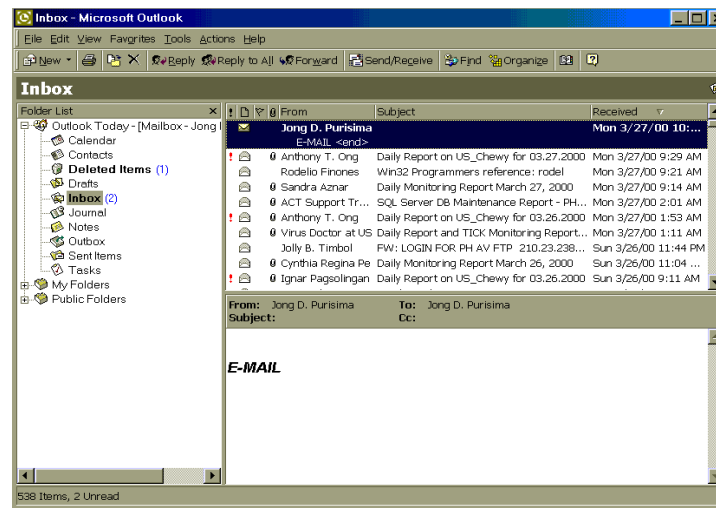 Inbox - Microsoft Outlook
File Edit View Favorites Tools Actions Help
New Reply Reply to All Forward Send/Receive Find Organize
Inbox
Folder List
Outlook Today - [Mailbox - Jong
Calendar
Contacts
Deleted Items (1)
Drafts
Inbox (2)
Journal
Notes
Outbox
Sent Items
Tasks
My Folders
Public Folders
! From Subject Received
Jong D. Purisima Mon 3/27/00 10:...
E-MAIL <end>
! Anthony T. Ong Daily Report on US_Chewy for 03.27.2000 Mon 3/27/00 9:29 AM
Rodelio Finones Win32 Programmers reference: rodel Mon 3/27/00 9:21 AM
Sandra Aznar Daily Monitoring Report March 27, 2000 Mon 3/27/00 9:14 AM
ACT Support Tr... SQL Server DB Maintenance Report - PH... Mon 3/27/00 2:01 AM
! Anthony T. Ong Daily Report on US_Chewy for 03.26.2000 Mon 3/27/00 1:53 AM
Virus Doctor at US Daily Report and TICK Monitoring Report... Mon 3/27/00 1:11 AM
Jolly B. Timbol FW: LOGIN FOR PH AV FTP 210.23.238... Sun 3/26/00 11:44 PM
Cynthia Regina Pe Daily Monitoring Report March 26, 2000 Sun 3/26/00 11:04 ...
! Ignar Pagsolingan Daily Report on US_Chewy for 03.26.2000 Sun 3/26/00 9:11 AM
From: Jong D. Purisima To: Jong D. Purisima
Subject: Cc:
E-MAIL
538 Items, 2 Unread